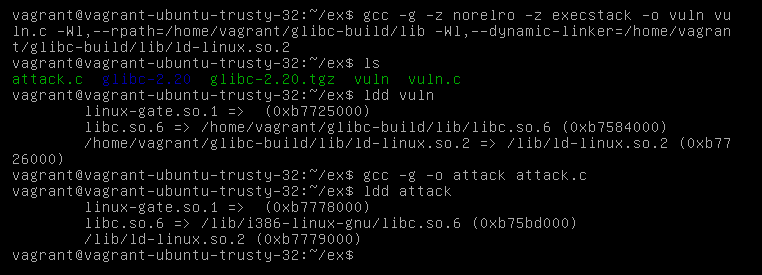 vagrant@vagrant-ubuntu-trusty-32:~/ex$ gcc -g -z norelro -z execstack -o vuln vu
ln.c -Wl,--rpath=/home/vagrant/glibc-build/lib -Wl,--dynamic-linker=/home/vagran
t/glibc-build/lib/ld-linux.so.2
vagrant@vagrant-ubuntu-trusty-32:~/ex$ ls
attack.c glibc-2.20 glibc-2.20.tgz vuln vuln.c
vagrant@vagrant-ubuntu-trusty-32:~/ex$ ldd vuln
linux-gate.so.1 => (0xb7725000)
libc.so.6 => /home/vagrant/glibc-build/lib/libc.so.6 (0xb7584000)
/home/vagrant/glibc-build/lib/ld-linux.so.2 => /lib/ld-linux.so.2 (0xb77
26000)
vagrant@vagrant-ubuntu-trusty-32:~/ex$ gcc -g -o attack attack.c
vagrant@vagrant-ubuntu-trusty-32:~/ex$ ldd attack
linux-gate.so.1 => (0xb7778000)
libc.so.6 => /lib/i386-linux-gnu/libc.so.6 (0xb75bd000)
/lib/ld-linux.so.2 (0xb7779000)
vagrant@vagrant-ubuntu-trusty-32:~/ex$